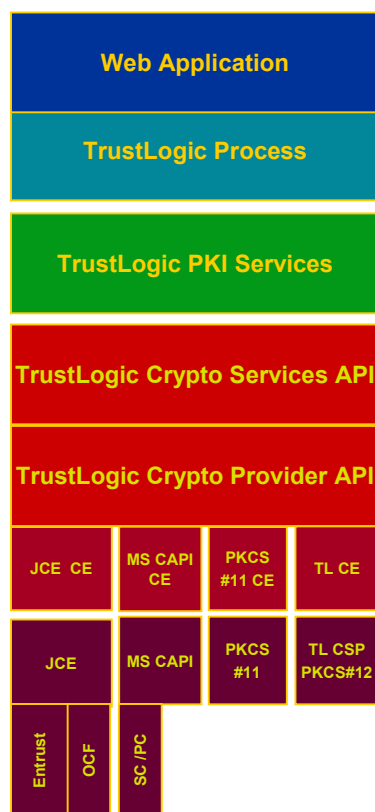 Web Application
TrustLogic Process
TrustLogic PKI Services
TrustLogic Crypto Services API
TrustLogic Crypto Provider API
JCE CE
MS CAPI
CE
PKCS
#11 CE
TL CE
JCE
MS CAPI
PKCS
#11
TL CSP
PKCS#12
Entrust
OCF
SC /PC